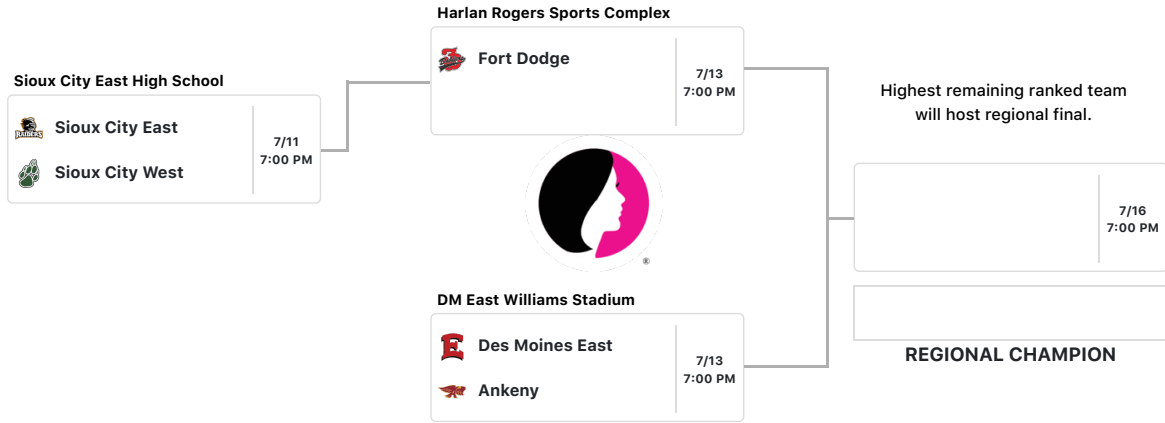 Harlan Rogers Sports Complex
Fort Dodge
7/13
7:00 PM
Sioux City East High School
Sioux City East
Sioux City West
7/11
7:00 PM
RAIDERS
Highest remaining ranked team
will host regional final.
7/16
7:00 PM
®
DM East Williams Stadium
E
Des Moines East
Ankeny
7/13
7:00 PM
REGIONAL CHAMPION